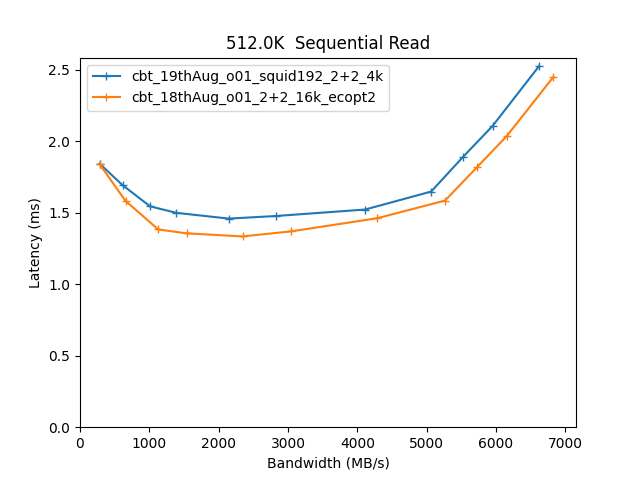 512.0K  Sequential Read
cbt_19thAug_o01_squid192_2+2_4k
cbt_18thAug_o01_2+2_16k_ecopt2
2.5
2.0
1.5
1.0
0.5
0.0
Latency (ms)
0 1000 2000 3000 4000 5000 6000 7000
Bandwidth (MB/s)